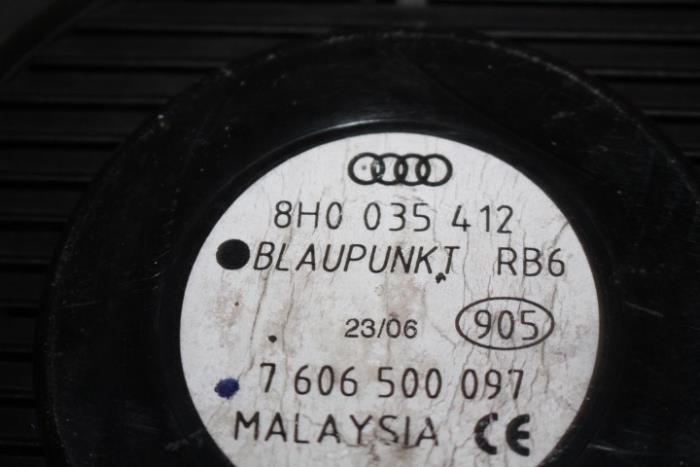 8H0 035 412
BLAUPUNKT RB6
23/06 905
7 606 500 097
MALAYSIA CE